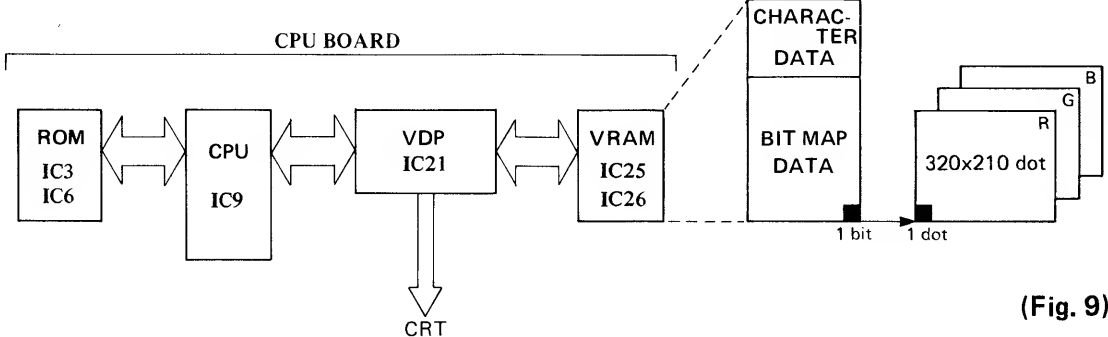 CPU BOARD
ROM
IC3
IC6
CPU
IC9
VDP
IC21
CRT
VRAM
IC25
IC26
CHARAC-
TER
DATA
BIT MAP
DATA
1 bit
1 dot
B
G
R
320x210 dot
(Fig. 9)